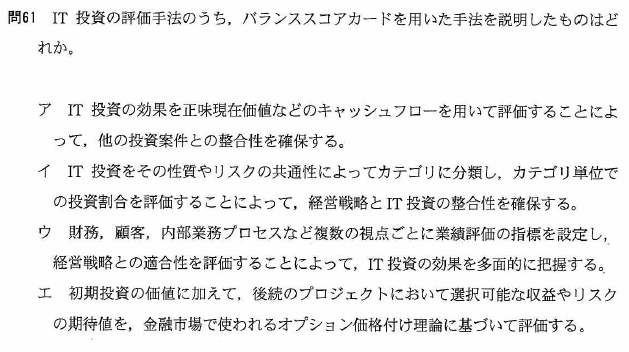 問61 IT 投資の評価手法のうち，バランススコアカードを用いた手法を説明したものはど
れか。
ア IT 投資の効果を正味現在価値などのキャッシュフローを用いて評価することによ
って，他の投資案件との整合性を確保する。
イ IT 投資をその性質やリスクの共通性によってカテゴリに分類し，カテゴリ単位で
の投資割合を評価することによって，経営戦略と IT 投資の整合性を確保する。
ウ 財務，顧客，内部業務プロセスなど複数の視点ごとに業績評価の指標を設定し，
経営戦略との適合性を評価することによって，IT 投資の効果を多面的に把握する。
エ 初期投資の価値に加えて，後続のプロジェクトにおいて選択可能な収益やリスク
の期待値を，金融市場で使われるオプション価格付け理論に基づいて評価する。